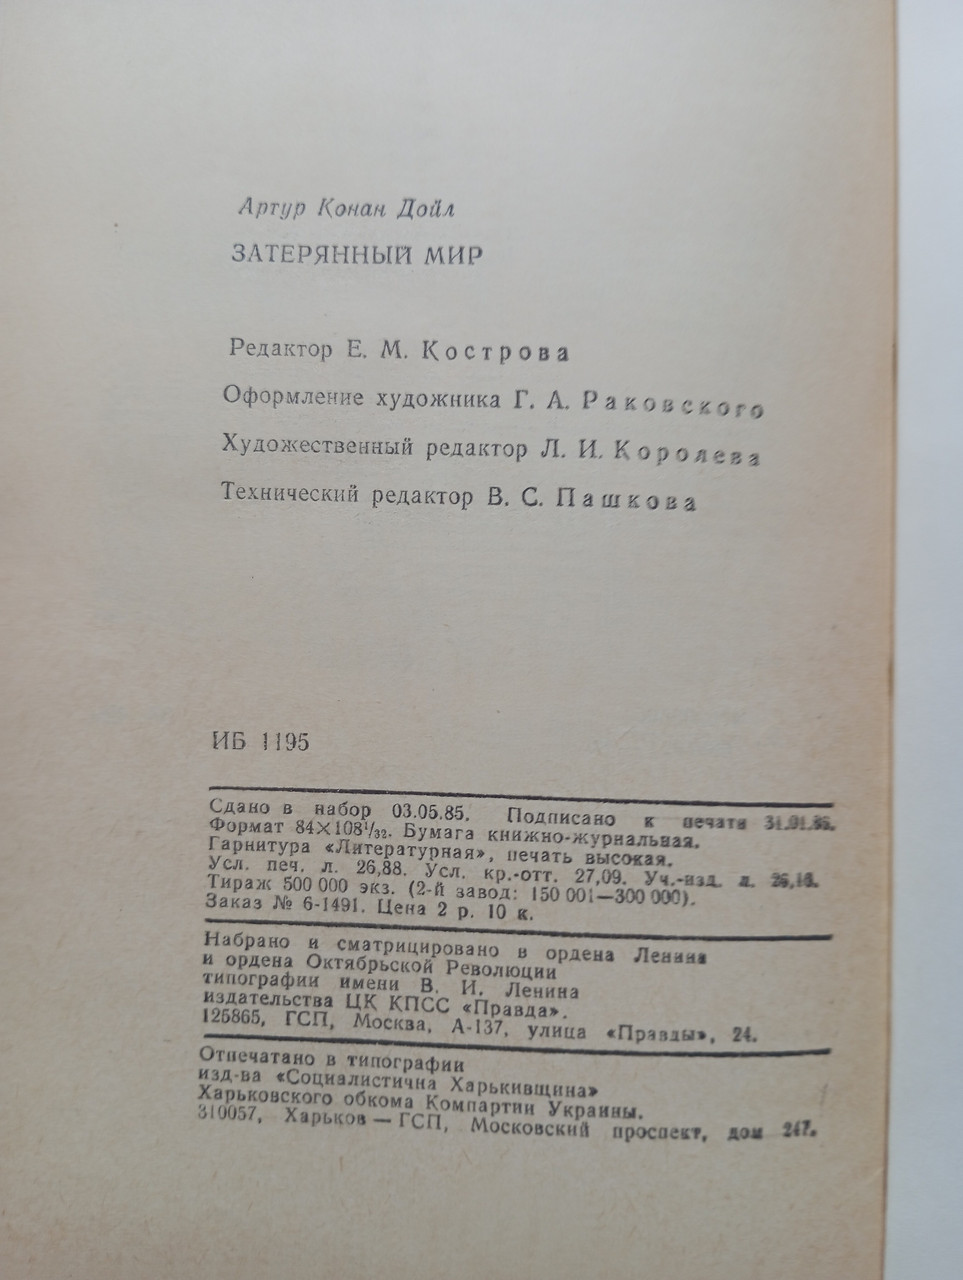 Артур Конан Дойл
ЗАТЕРЯННЫЙ МИР
Редактор Е. М. Кострова
Оформление художника Г. А. Раковского
Художественный редактор Л. И. Королева
Технический редактор В. С. Пашкова
ИБ 1195
Сдано в набор 03.05.85. Подписано к печати
Формат 84×108¹/₃₂. Бумага книжно-журнальная.
Гарнитура «Литературная», печать высокая.
Усл. печ. л. 26,88. Усл. кр.-отт. 27,09. Уч.-изд. л.
Тираж 500 000 экз. (2-й завод: 150 001—300 000).
Заказ № 6-1491. Цена 2 р. 10 к.
Набрано и сматрицировано в ордена Ленина
и ордена Октябрьской Революции
типографии имени В. И. Ленина
издательства ЦК КПСС «Правда».
125865, ГСП, Москва, А-137, улица «Правды», 24.
Отпечатано в типографии
изд-ва «Социалистична Харькивщина»
Харьковского обкома Компартии Украины.
310057, Харьков — ГСП, Московский проспект, дом 247.